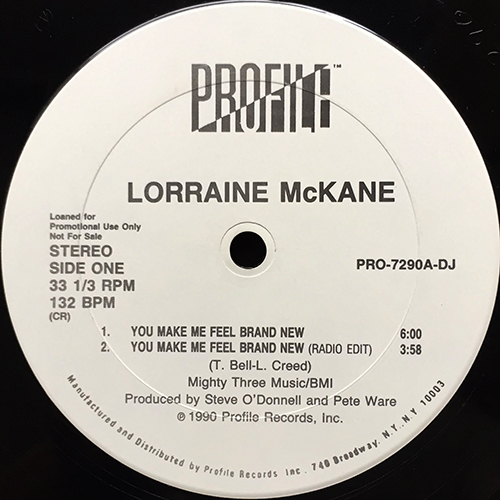 PROFILE™
LORRAINE McKANE
Loaned for
Promotional Use Only
Not For Sale
STEREO
SIDE ONE
33 1/3 RPM
132 BPM
(CR)
PRO-7290A-DJ
1. YOU MAKE ME FEEL BRAND NEW 6:00
2. YOU MAKE ME FEEL BRAND NEW (RADIO EDIT) 3:58
(T. Bell-L. Creed)
Mighty Three Music/BMI
Produced by Steve O'Donnell and Pete Ware
℗ 1990 Profile Records, Inc.
Manufactured and Distributed by Profile Records Inc. 740 Broadway, N.Y., N.Y. 10003